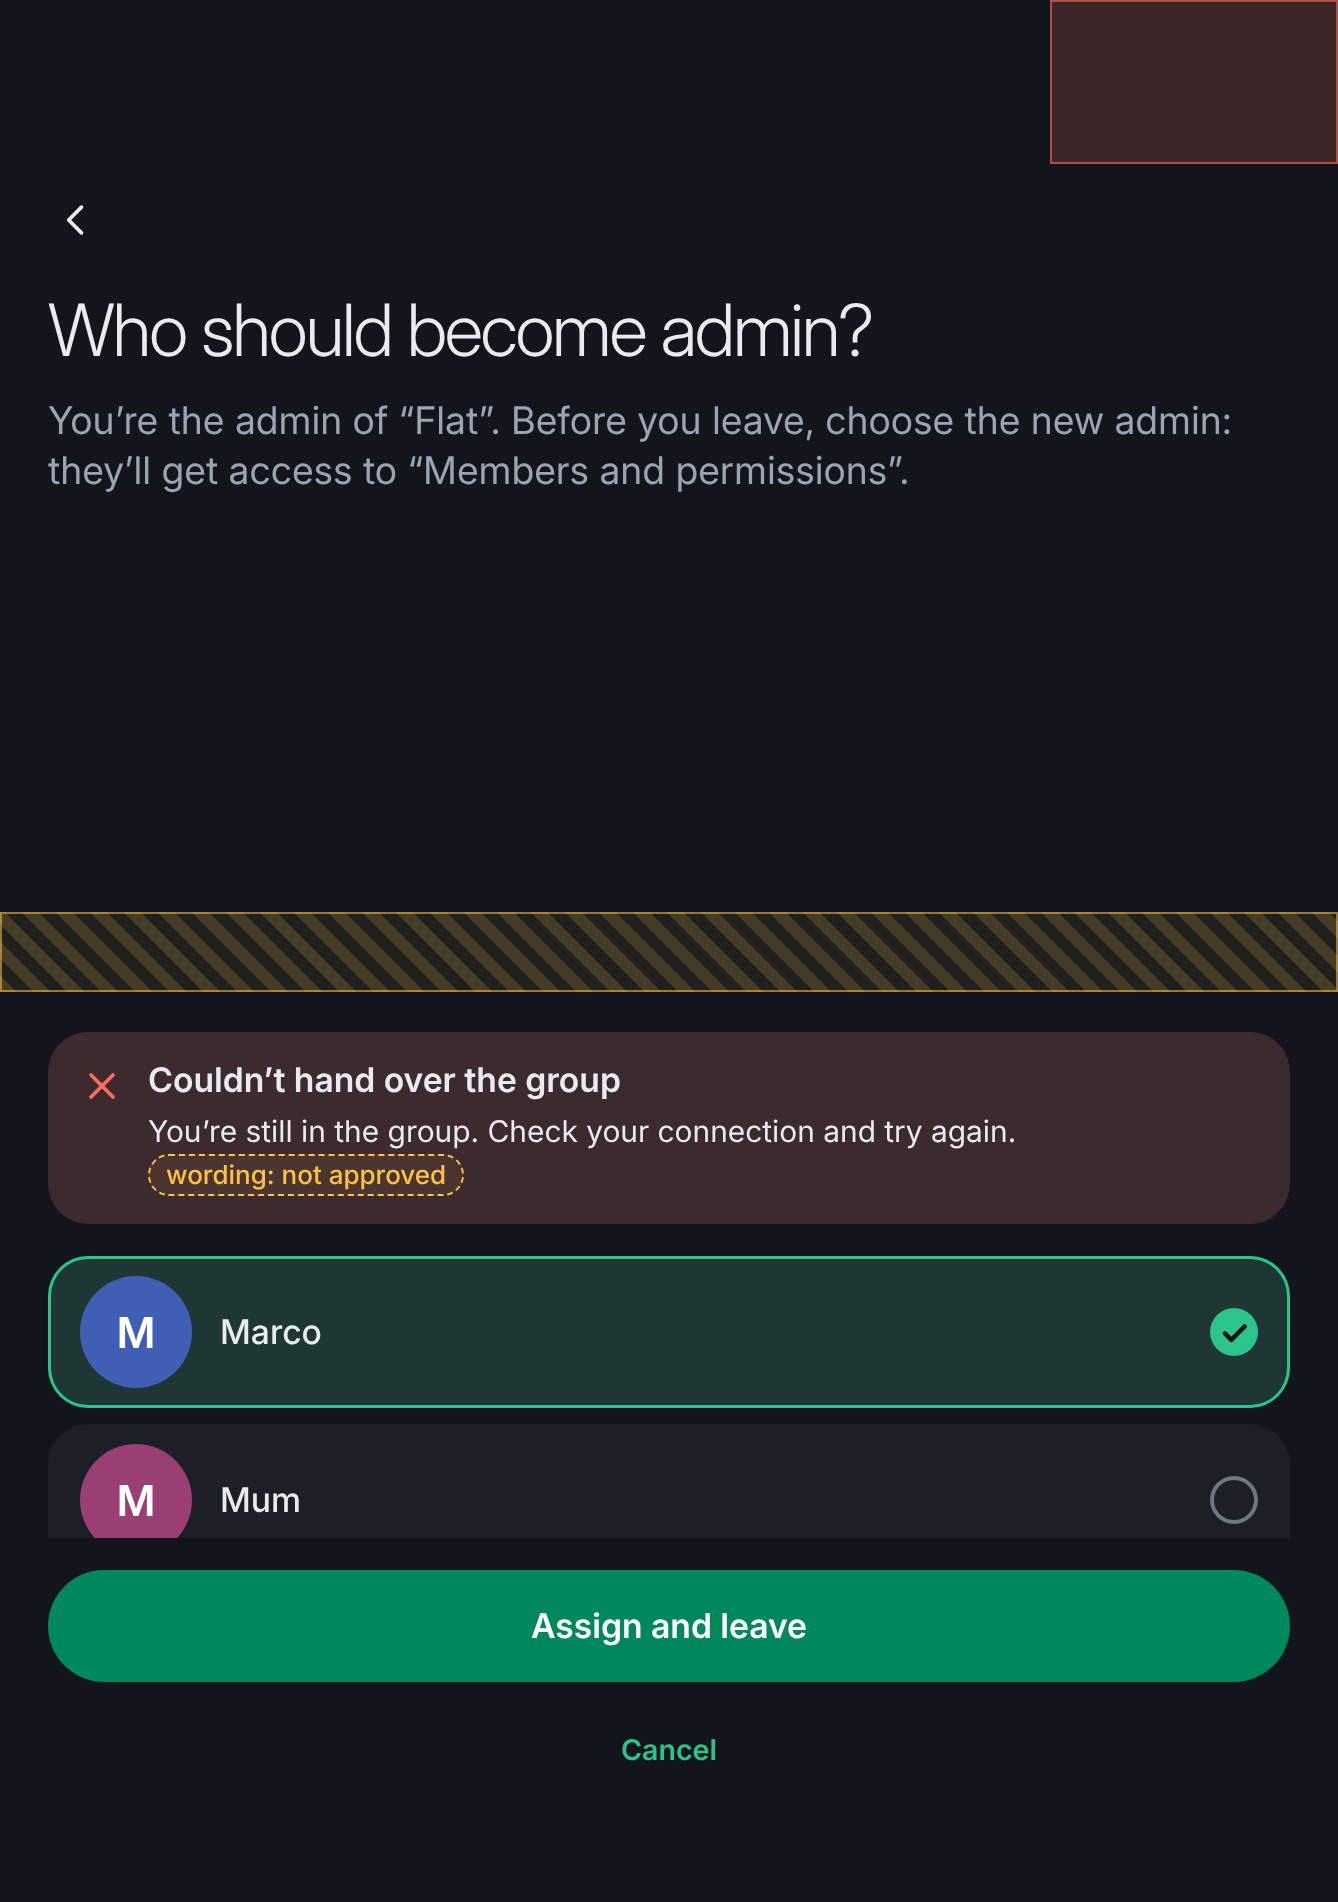 Who should become admin?
You’re the admin of “Flat”. Before you leave, choose the new admin:
they’ll get access to “Members and permissions”.
Couldn’t hand over the group
You’re still in the group. Check your connection and try again.
wording: not approved
M
Marco
M
Mum
Assign and leave
Cancel